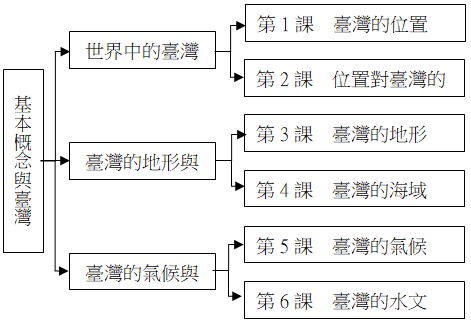 基本概念與臺灣
世界中的臺灣
第1課　臺灣的位置
第2課　位置對臺灣的
臺灣的地形與
第3課　臺灣的地形
第4課　臺灣的海域
臺灣的氣候與
第5課　臺灣的氣候
第6課　臺灣的水文